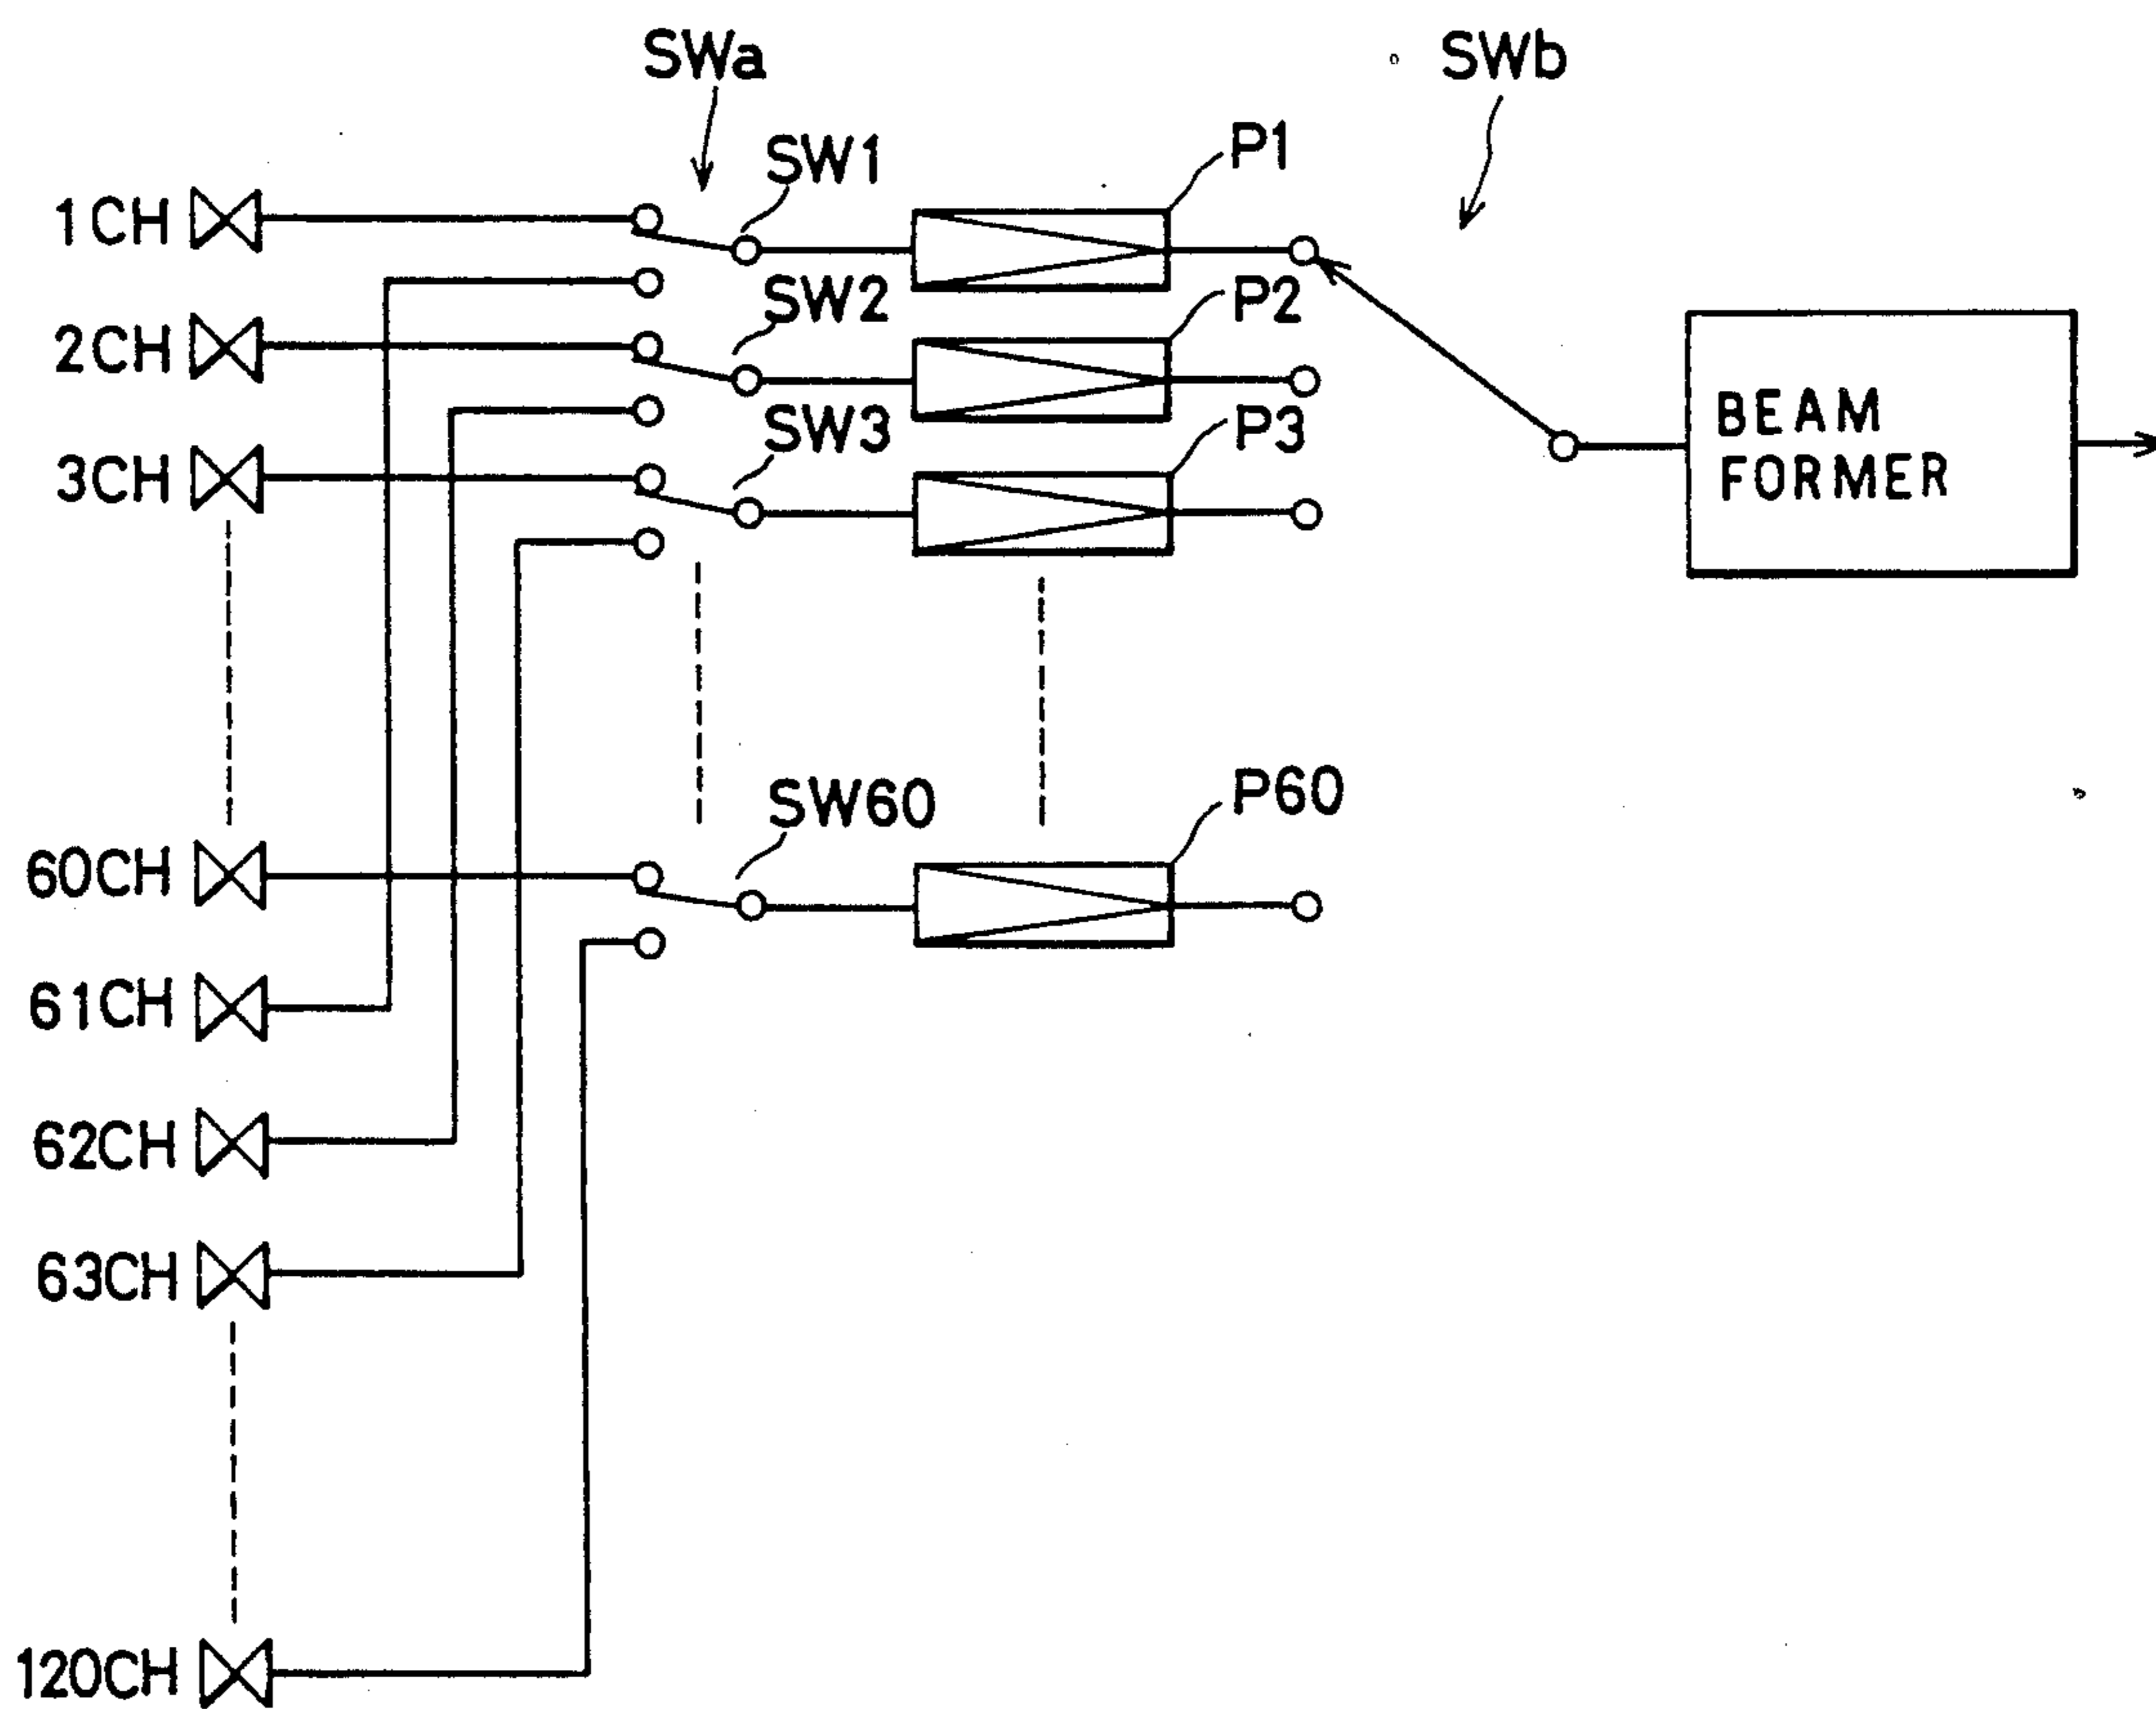 SWa
SWb
SW1
P1
1CH
SW2
P2
2CH
SW3
P3
3CH
BEAM
FORMER
SW60
P60
60CH
61CH
62CH
63CH
120CH